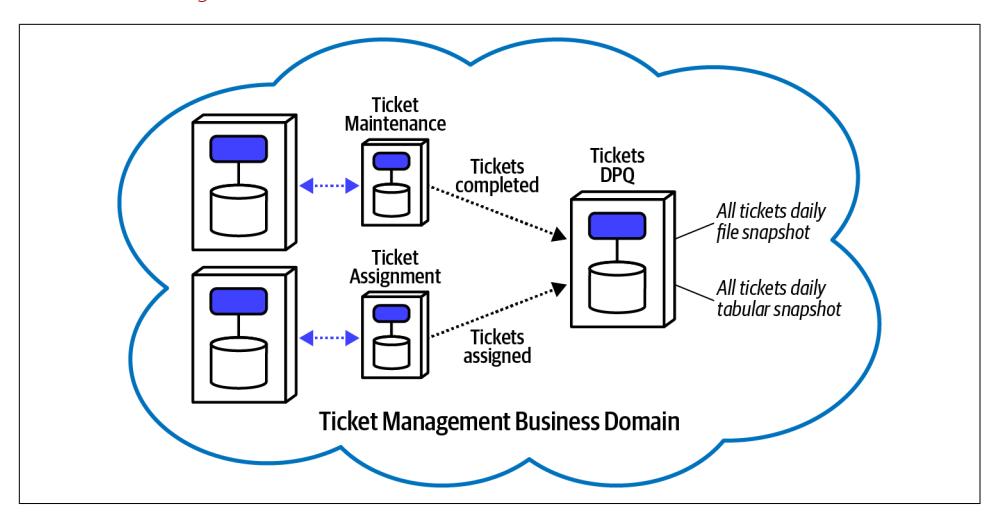 Ticket
Maintenance
Tickets
completed
Tickets
DPQ
All tickets daily
file snapshot
Ticket
Assignment
All tickets daily
tabular snapshot
Tickets
assigned
Ticket Management Business Domain